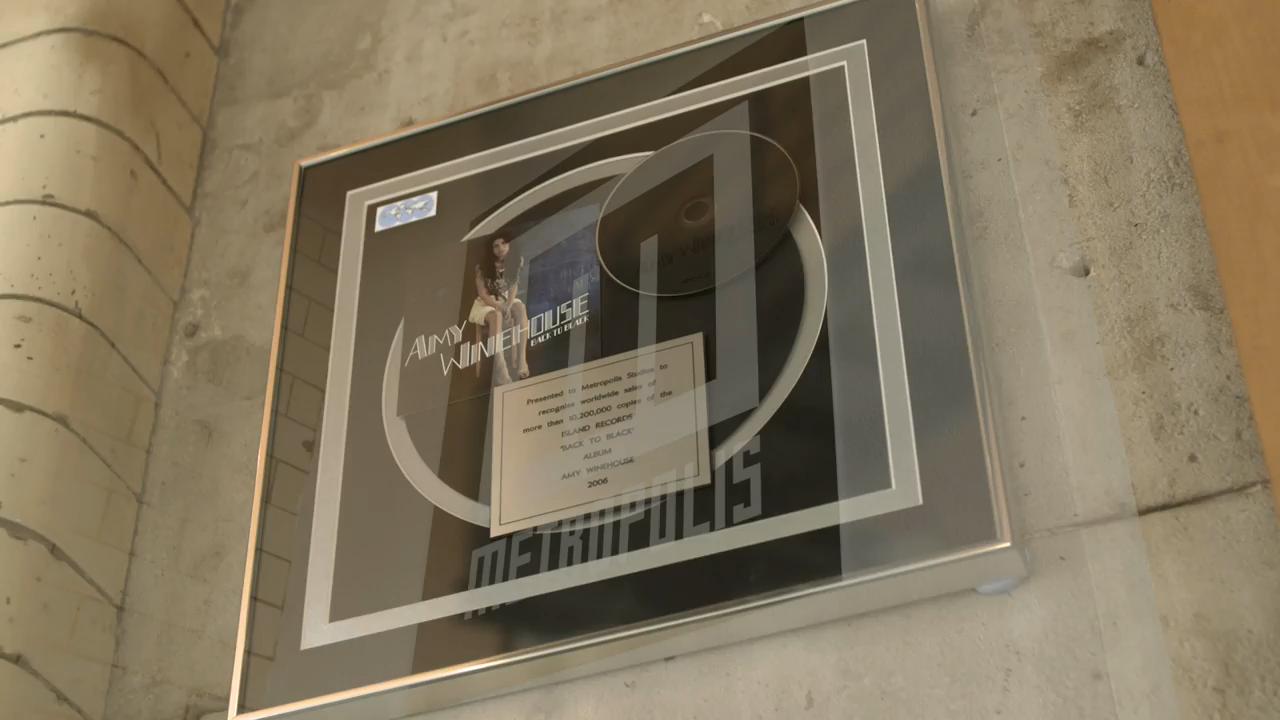 AMY
WINEHOUSE
BACK TO BLACK
Presented to Metropolis Studios to
recognise worldwide sales of
more than 10,200,000 copies of the
ISLAND RECORDS
"BACK TO BLACK"
ALBUM
AMY WINEHOUSE
2006
METROPOLIS